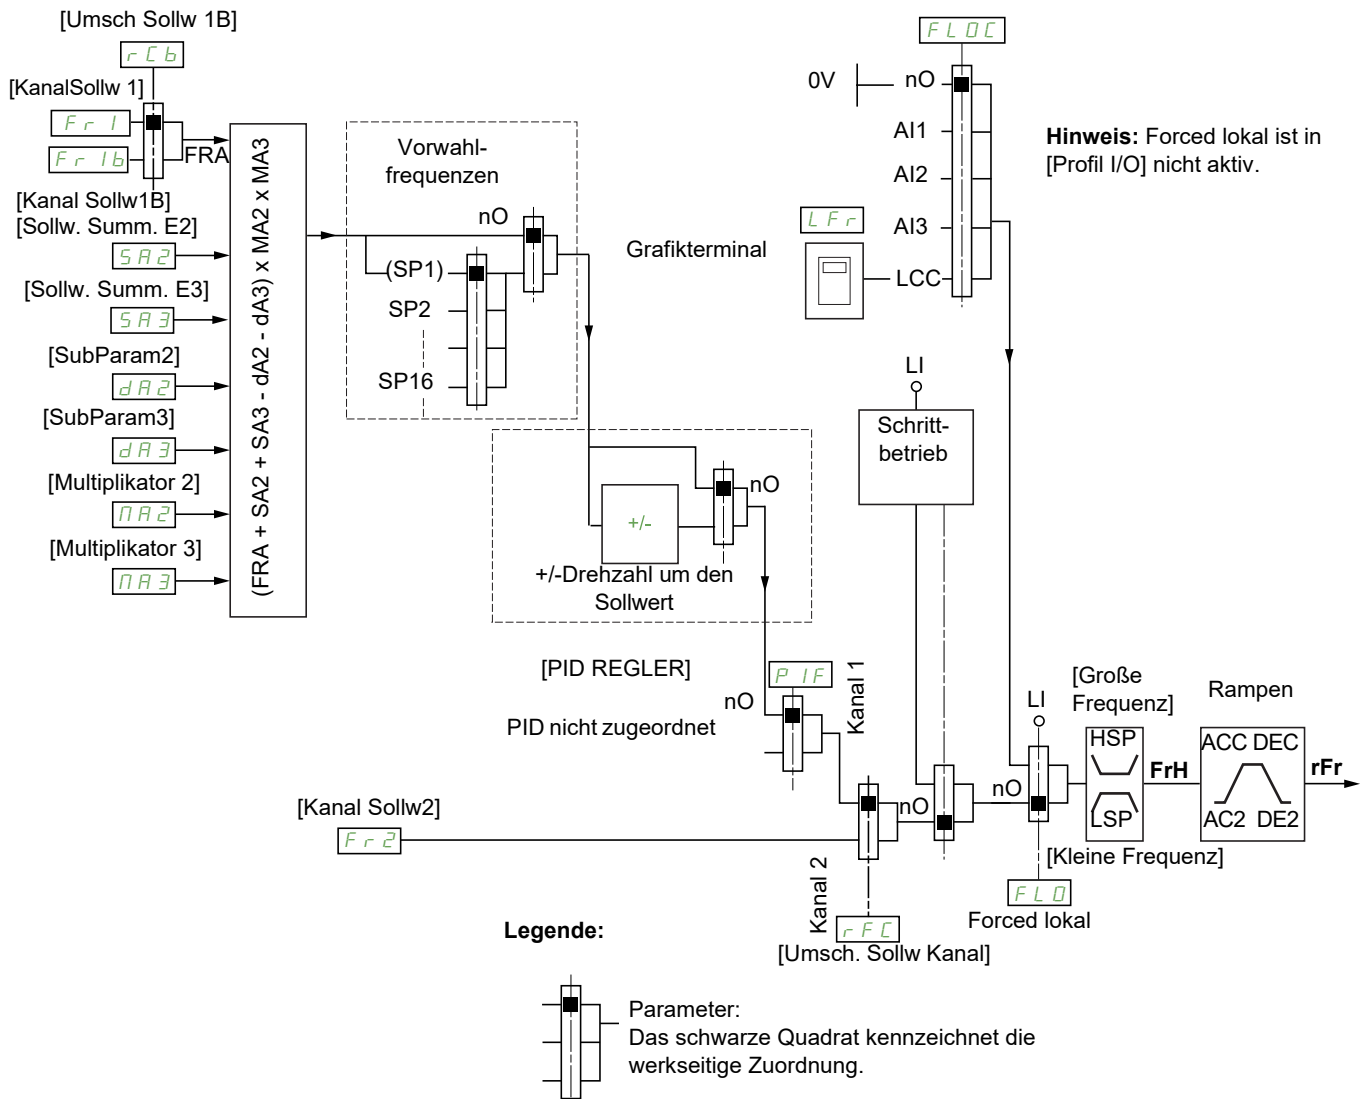 [Umsch Sollw 1B]
rCb
[KanalSollw 1]
Fr1
Fr1b
FRA
[Kanal Sollw1B]
[Sollw. Summ. E2]
SA2
[Sollw. Summ. E3]
SA3
[SubParam2]
dA2
[SubParam3]
dA3
[Multiplikator 2]
MA2
[Multiplikator 3]
MA3
(FRA + SA2 + SA3 - dA2 - dA3) x MA2 x MA3
Vorwahl-
frequenzen
nO
(SP1)
SP2
SP16
FLOC
0V
nO
AI1
AI2
AI3
LCC
LFr
Grafikterminal
Hinweis: Forced lokal ist in
[Profil I/O] nicht aktiv.
LI
Schritt-
betrieb
nO
+/-
+/-Drehzahl um den
Sollwert
[PID REGLER]
PIF
nO
PID nicht zugeordnet
Kanal 1
[Kanal Sollw2]
Fr2
Kanal 2
nO
rFC
[Umsch. Sollw Kanal]
nO
LI
FLO
Forced lokal
[Große
Frequenz]
HSP
LSP
[Kleine Frequenz]
FrH
Rampen
ACC DEC
AC2 DE2
rFr
Legende:
Parameter:
Das schwarze Quadrat kennzeichnet die
werkseitige Zuordnung.